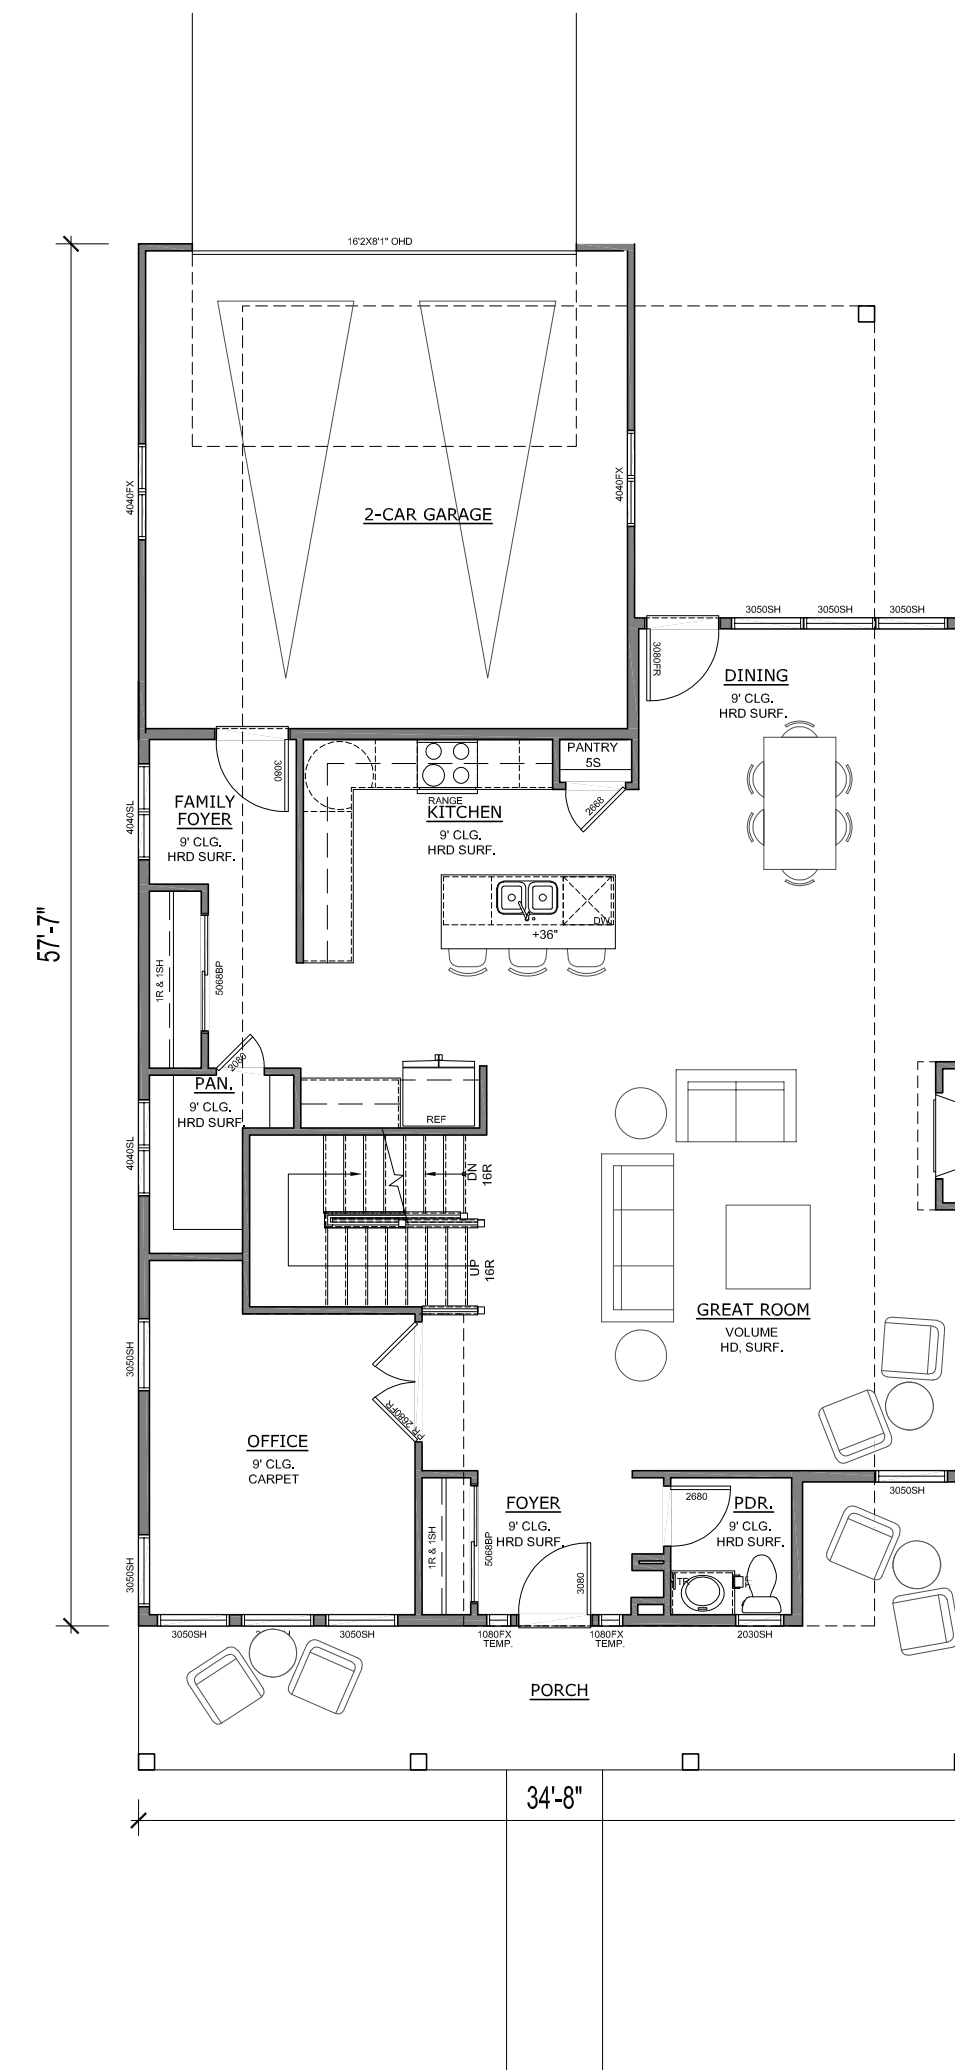 16'2X8'1" OHD
4040FX
4040FX
2-CAR GARAGE
3050SH
3050SH
3050SH
3080FR
DINING
9' CLG.
HRD SURF.
PANTRY
5S
2668
3080
FAMILY
FOYER
9' CLG.
HRD SURF.
4040SL
RANGE
KITCHEN
9' CLG.
HRD SURF.
DW
+36"
57'-7"
1R & 1SH
5068BP
2080
PAN.
9' CLG.
HRD SURF.
REF
4040SL
DN
16R
UP
16R
GREAT ROOM
VOLUME
HD, SURF.
3050SH
PR 2680FR
OFFICE
9' CLG.
CARPET
3050SH
2680
FOYER
9' CLG.
HRD SURF.
PDR.
9' CLG.
HRD SURF.
1R & 1SH
5068BP
3080
3050SH
3050SH
3050SH
1080FX
TEMP.
1080FX
TEMP.
2030SH
PORCH
34'-8"